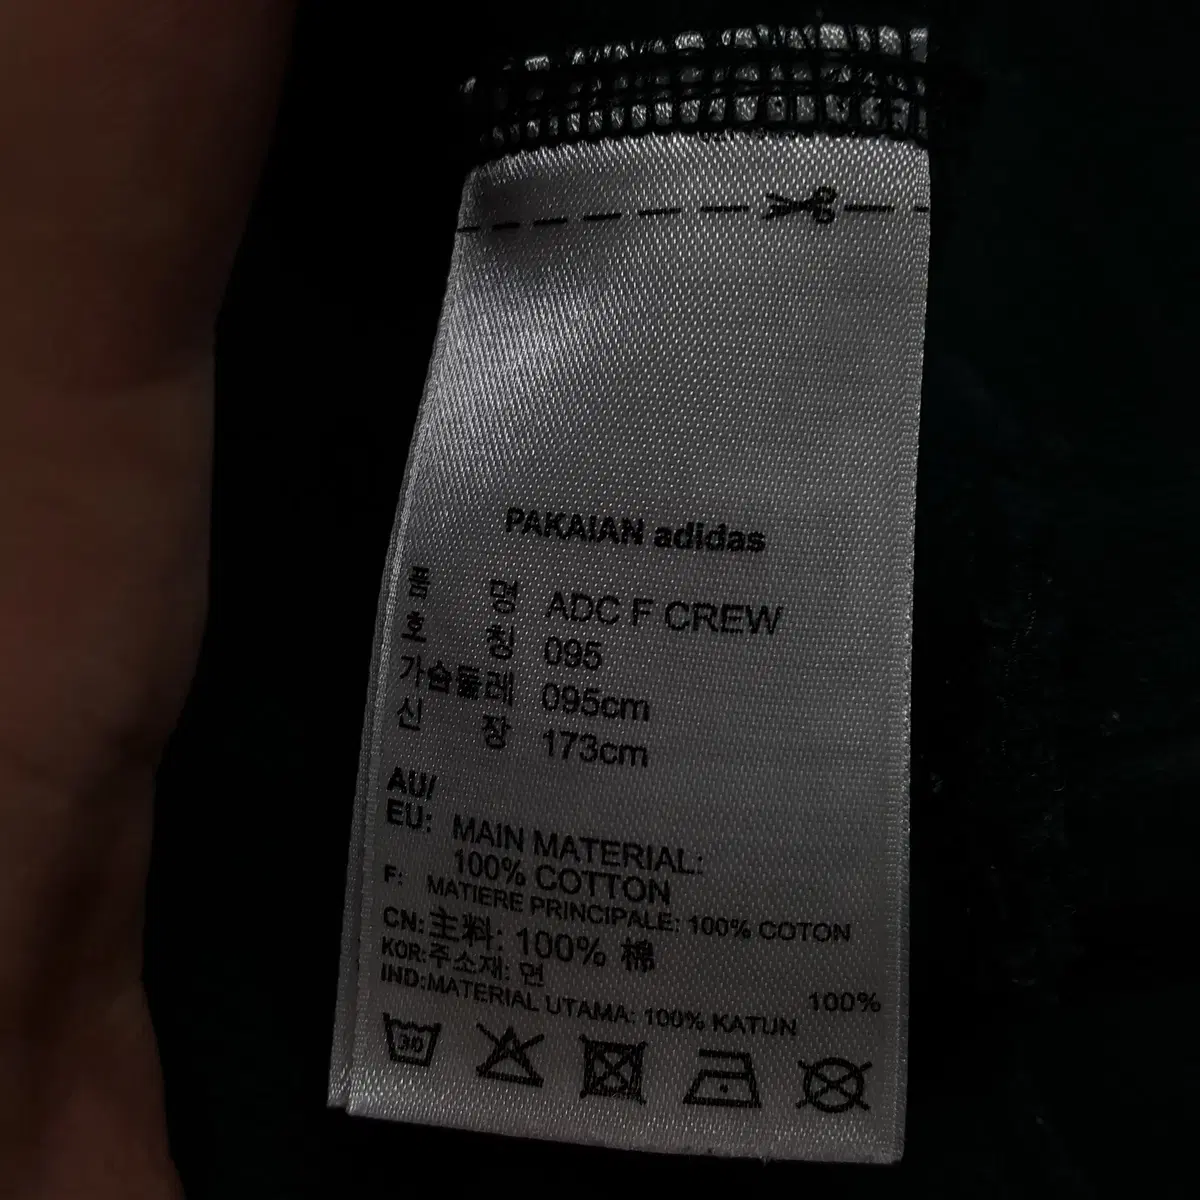 PAKAIAN adidas
품 명 ADC F CREW
호 칭 095
가슴둘레 095cm
신 장 173cm
AU/
EU: MAIN MATERIAL:
100% COTTON
F: MATIERE PRINCIPALE: 100% COTON
CN: 主料: 100% 棉
KOR:주소재: 면 100%
IND:MATERIAL UTAMA: 100% KATUN
30